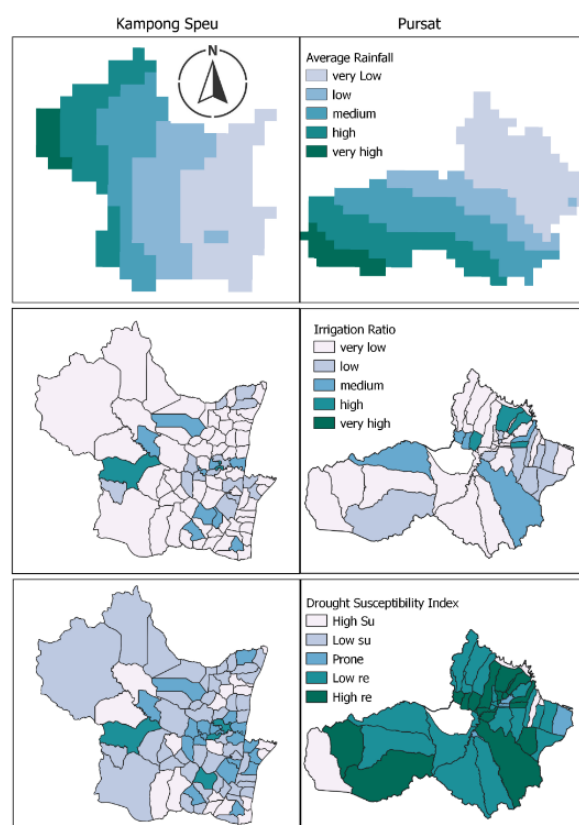 Kampong Speu
Pursat
N
Average Rainfall
very Low
low
medium
high
very high
Irrigation Ratio
very low
low
medium
high
very high
Drought Susceptibility Index
High Su
Low su
Prone
Low re
High re